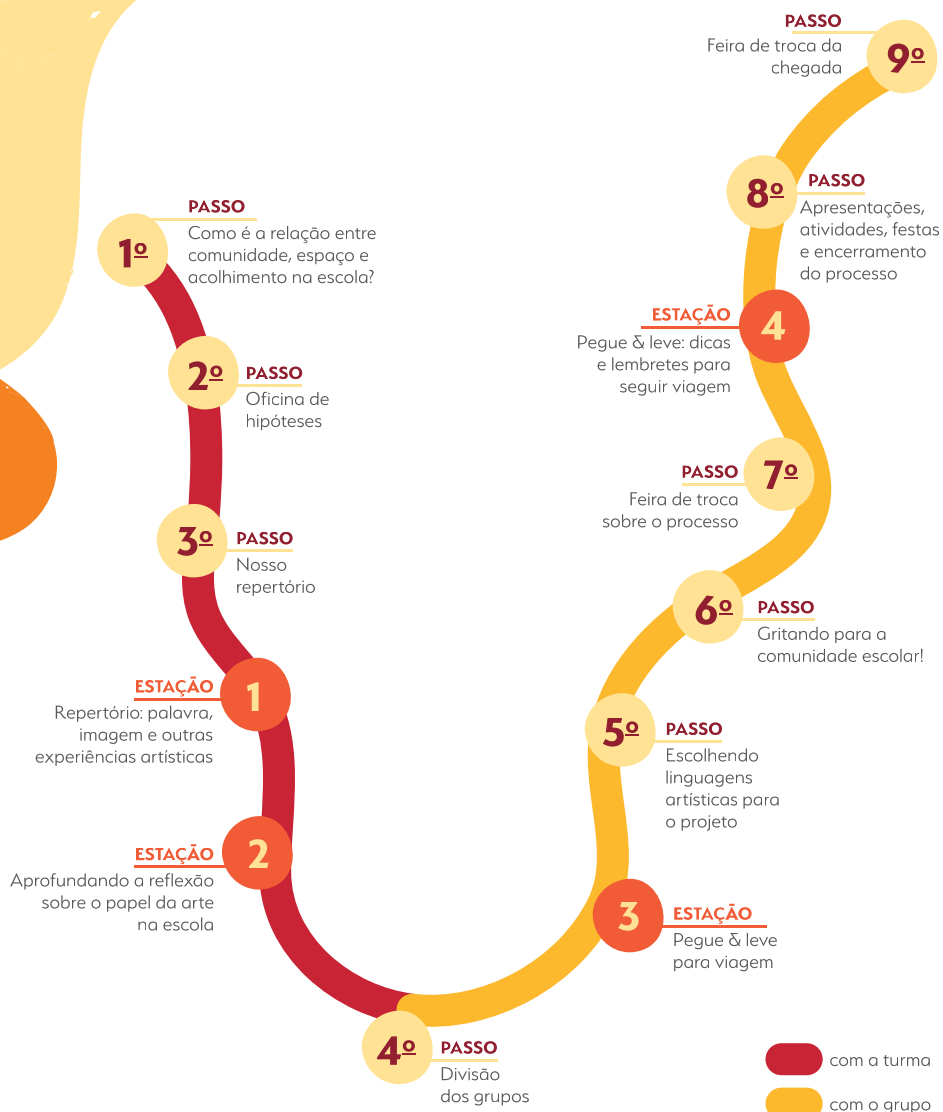 1º
PASSO
Como é a relação entre
comunidade, espaço e
acolhimento na escola?
2º
PASSO
Oficina de
hipóteses
3º
PASSO
Nosso
repertório
1
ESTAÇÃO
Repertório: palavra,
imagem e outras
experiências artísticas
2
ESTAÇÃO
Aprofundando a reflexão
sobre o papel da arte
na escola
4º
PASSO
Divisão
dos grupos
3
ESTAÇÃO
Pegue & leve
para viagem
5º
PASSO
Escolhendo
linguagens
artísticas para
o projeto
6º
PASSO
Gritando para a
comunidade escolar!
7º
PASSO
Feira de troca
sobre o processo
4
ESTAÇÃO
Pegue & leve: dicas
e lembretes para
seguir viagem
8º
PASSO
Apresentações,
atividades, festas
e encerramento
do processo
9º
PASSO
Feira de troca da
chegada
com a turma
com o grupo